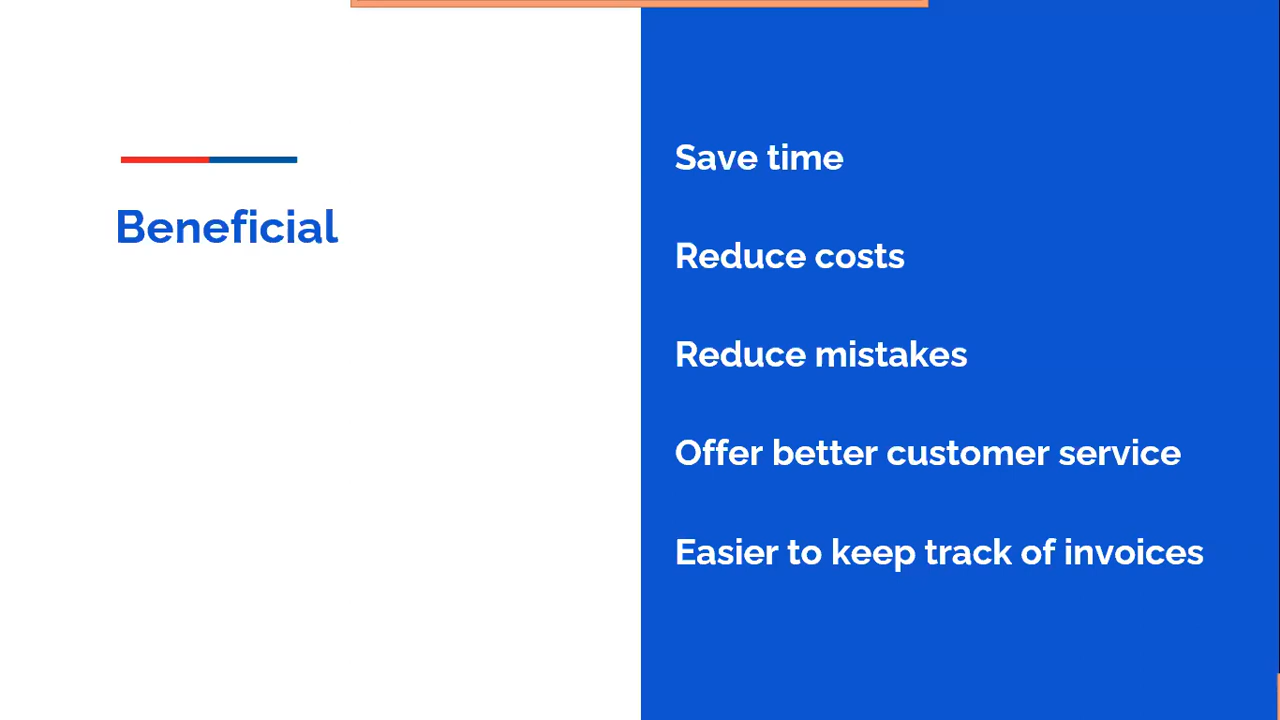 Beneficial
Save time
Reduce costs
Reduce mistakes
Offer better customer service
Easier to keep track of invoices